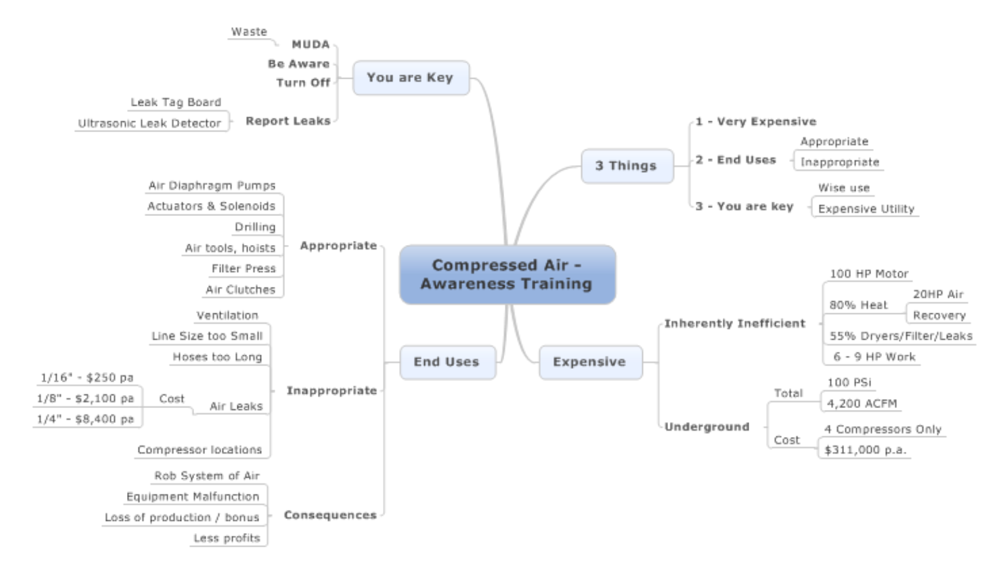 Compressed Air -
Awareness Training
3 Things
1 - Very Expensive
2 - End Uses
Appropriate
Inappropriate
3 - You are key
Wise use
Expensive Utility
Expensive
Inherently Inefficient
100 HP Motor
80% Heat
20HP Air
Recovery
55% Dryers/Filter/Leaks
6 - 9 HP Work
Underground
Total
100 PSi
4,200 ACFM
Cost
4 Compressors Only
$311,000 p.a.
End Uses
Appropriate
Air Diaphragm Pumps
Actuators & Solenoids
Drilling
Air tools, hoists
Filter Press
Air Clutches
Inappropriate
Ventilation
Line Size too Small
Hoses too Long
Air Leaks
Cost
1/16" - $250 pa
1/8" - $2,100 pa
1/4" - $8,400 pa
Compressor locations
Consequences
Rob System of Air
Equipment Malfunction
Loss of production / bonus
Less profits
You are Key
MUDA
Waste
Be Aware
Turn Off
Report Leaks
Leak Tag Board
Ultrasonic Leak Detector